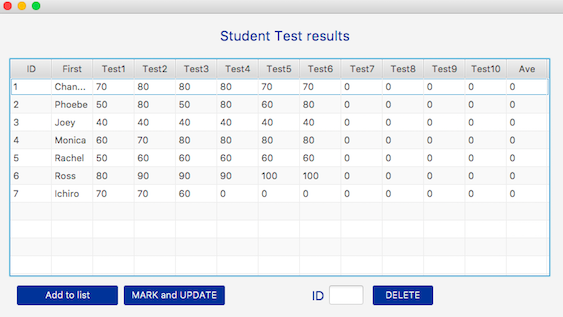 Student Test results
ID First Test1 Test2 Test3 Test4 Test5 Test6 Test7 Test8 Test9 Test10 Ave
1 Chan... 70 80 80 80 70 70 0 0 0 0 0
2 Phoebe 50 80 50 80 60 80 0 0 0 0 0
3 Joey 40 40 40 40 40 40 0 0 0 0 0
4 Monica 60 70 80 80 80 80 0 0 0 0 0
5 Rachel 50 60 60 60 60 60 0 0 0 0 0
6 Ross 80 90 90 90 100 100 0 0 0 0 0
7 Ichiro 70 70 60 0 0 0 0 0 0 0 0
Add to list MARK and UPDATE ID DELETE